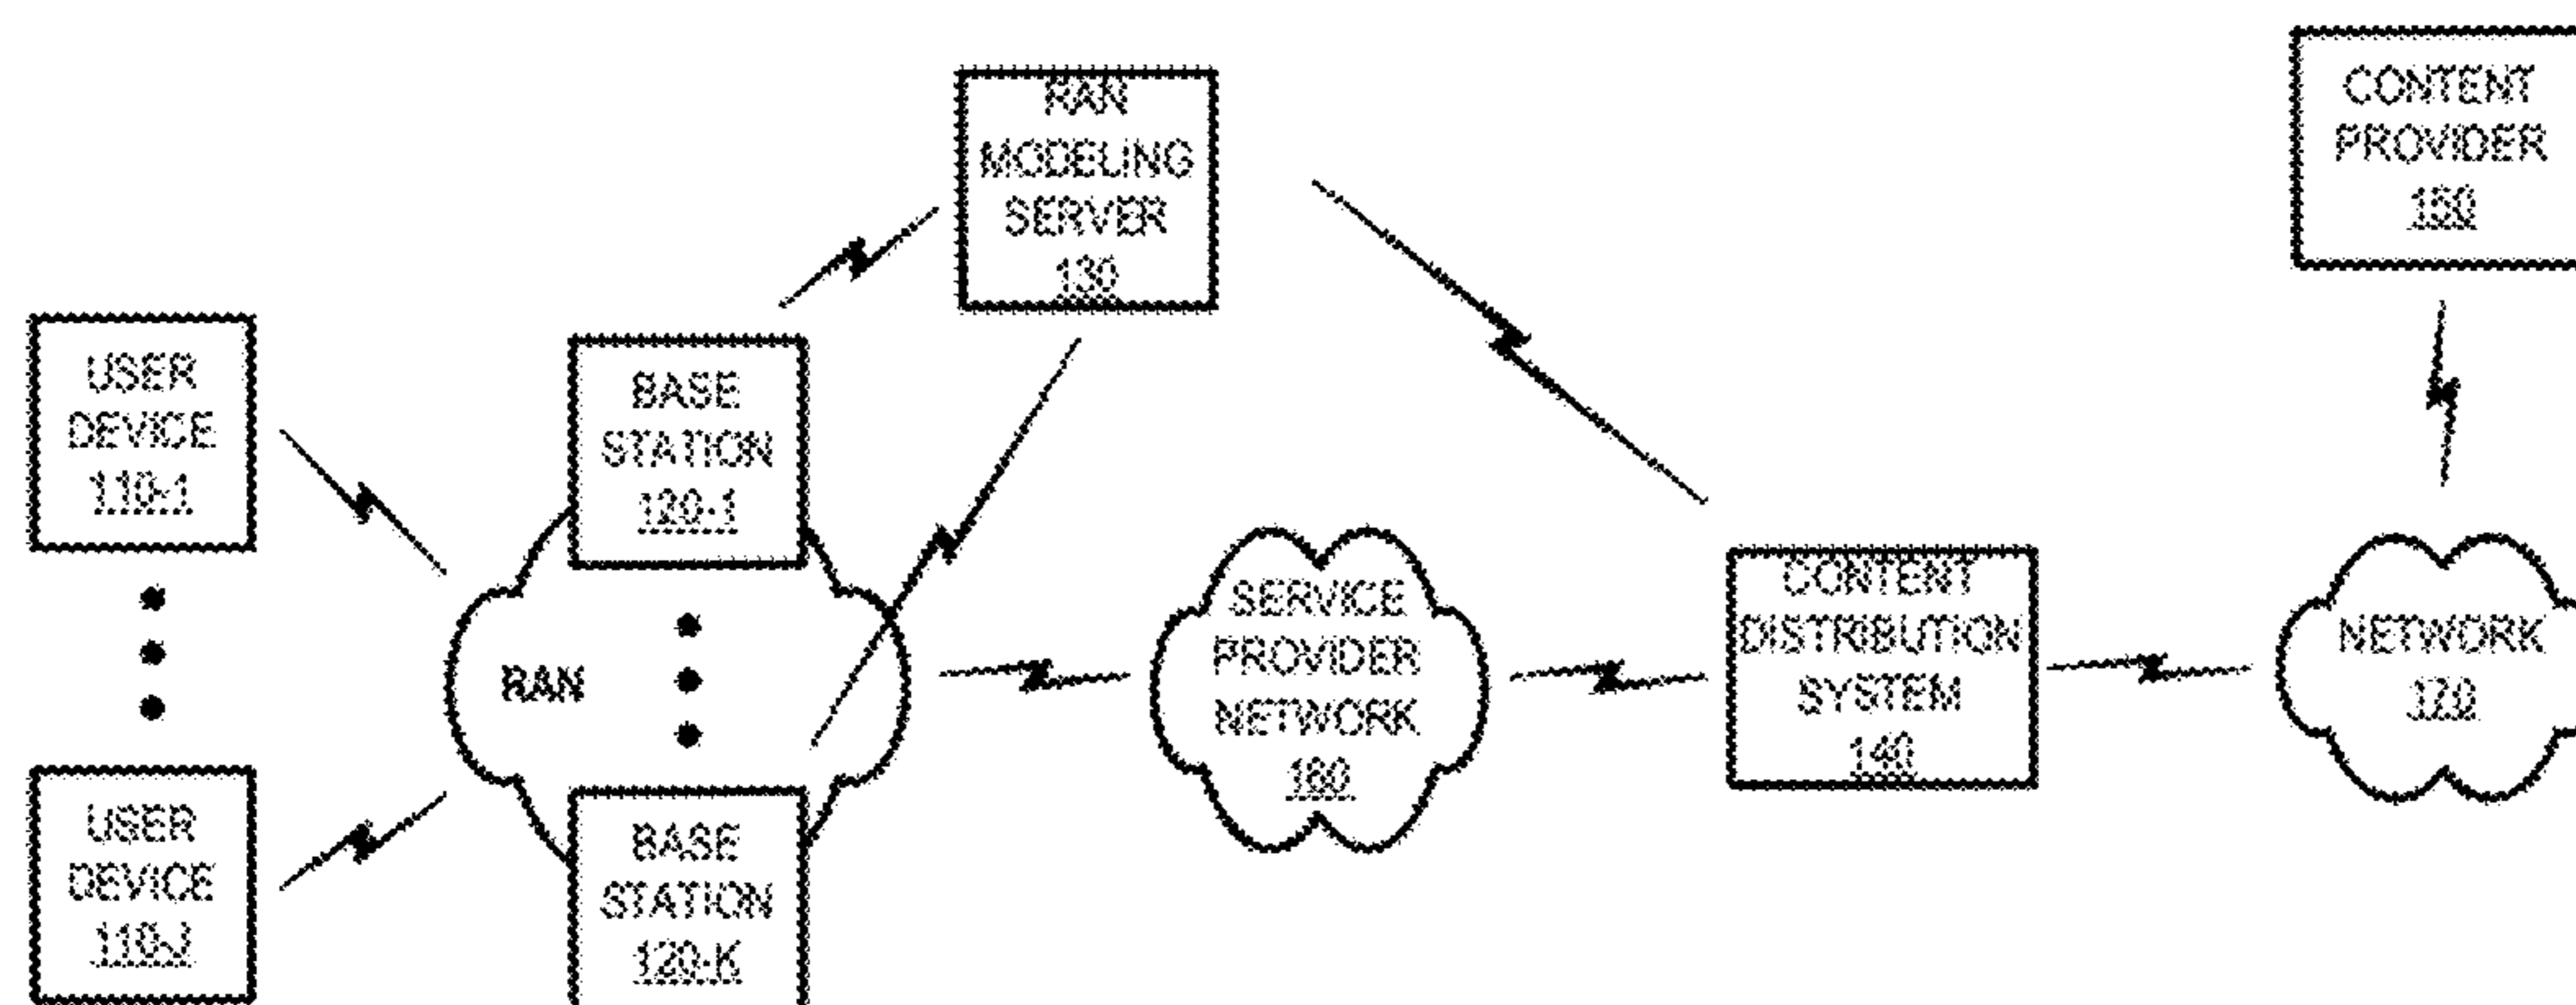 RAN
MODELING
SERVER
130
CONTENT
PROVIDER
150
USER
DEVICE
110-1
BASE
STATION
120-1
RAN
SERVICE
PROVIDER
NETWORK
160
CONTENT
DISTRIBUTION
SYSTEM
140
NETWORK
170
USER
DEVICE
110-J
BASE
STATION
120-K